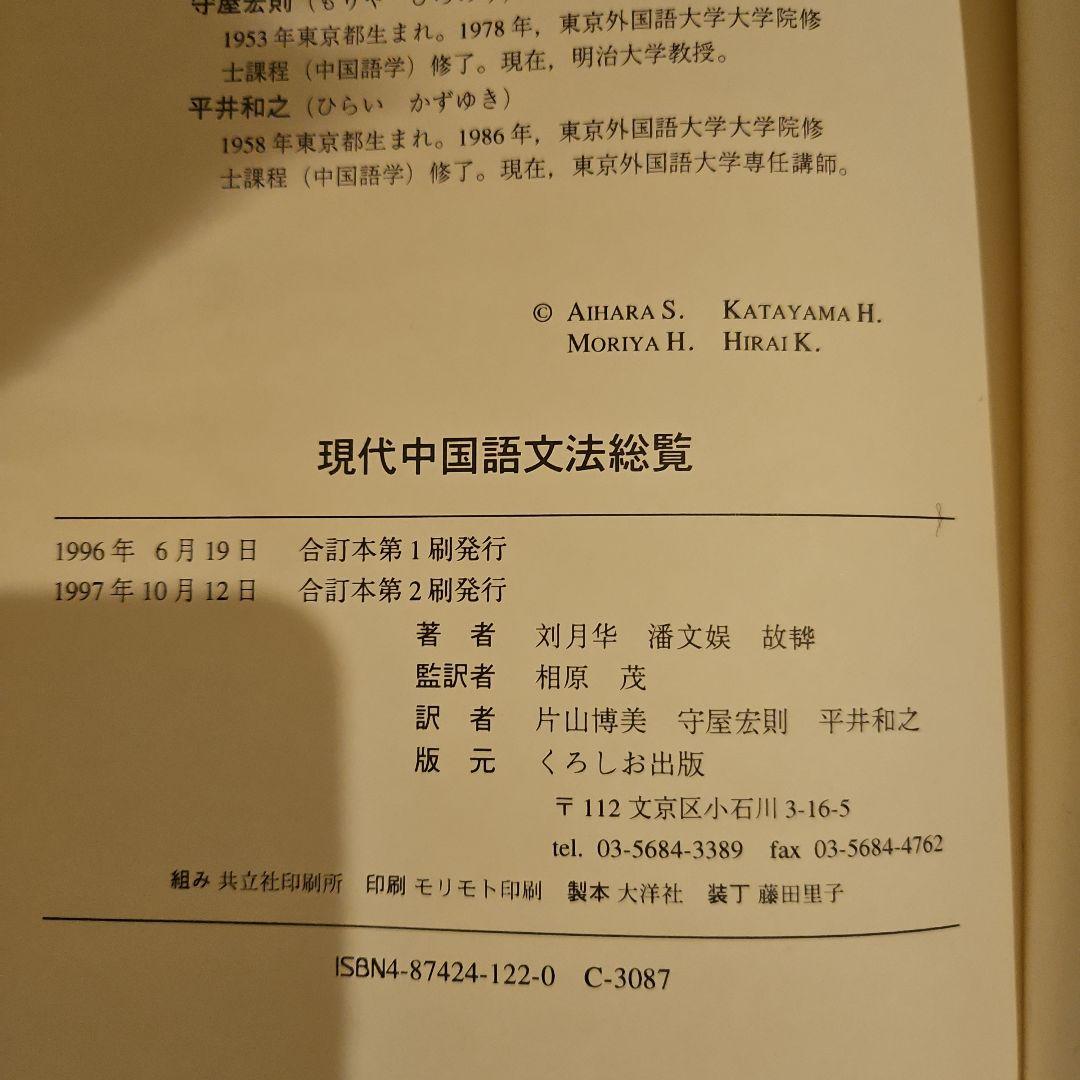 守屋宏則（もりや　ひろのり）
1953年東京都生まれ。1978年，東京外国語大学大学院修
士課程（中国語学）修了。現在，明治大学教授。
平井和之（ひらい　かずゆき）
1958年東京都生まれ。1986年，東京外国語大学大学院修
士課程（中国語学）修了。現在，東京外国語大学専任講師。
© AIHARA S.　KATAYAMA H.
MORIYA H.　HIRAI K.
現代中国語文法総覧
1996年 6月19日　合訂本第1刷発行
1997年10月12日　合訂本第2刷発行
著　者　刘月华　潘文娱　故韡
監訳者　相原　茂
訳　者　片山博美　守屋宏則　平井和之
版　元　くろしお出版
〒112 文京区小石川 3-16-5
tel. 03-5684-3389　fax 03-5684-4762
組み 共立社印刷所　印刷 モリモト印刷　製本 大洋社　装丁 藤田里子
ISBN4-87424-122-0　C-3087